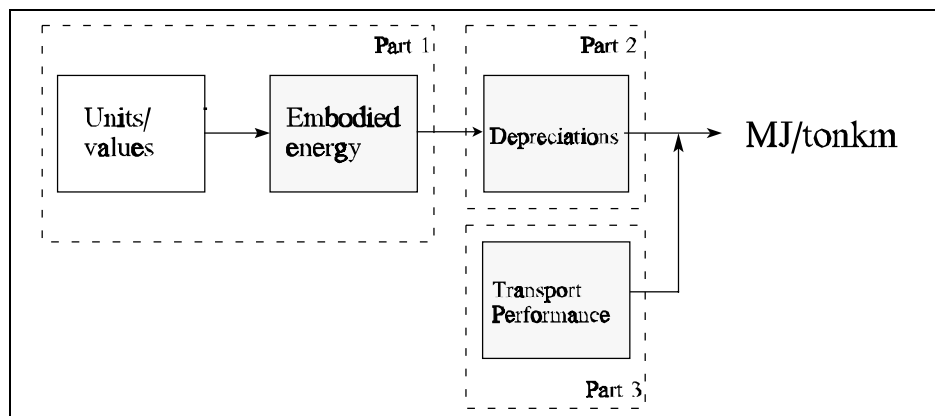 Part 1
Units/
values
Embodied
energy
Part 2
Depreciations
MJ/tonkm
Transport
Performance
Part 3